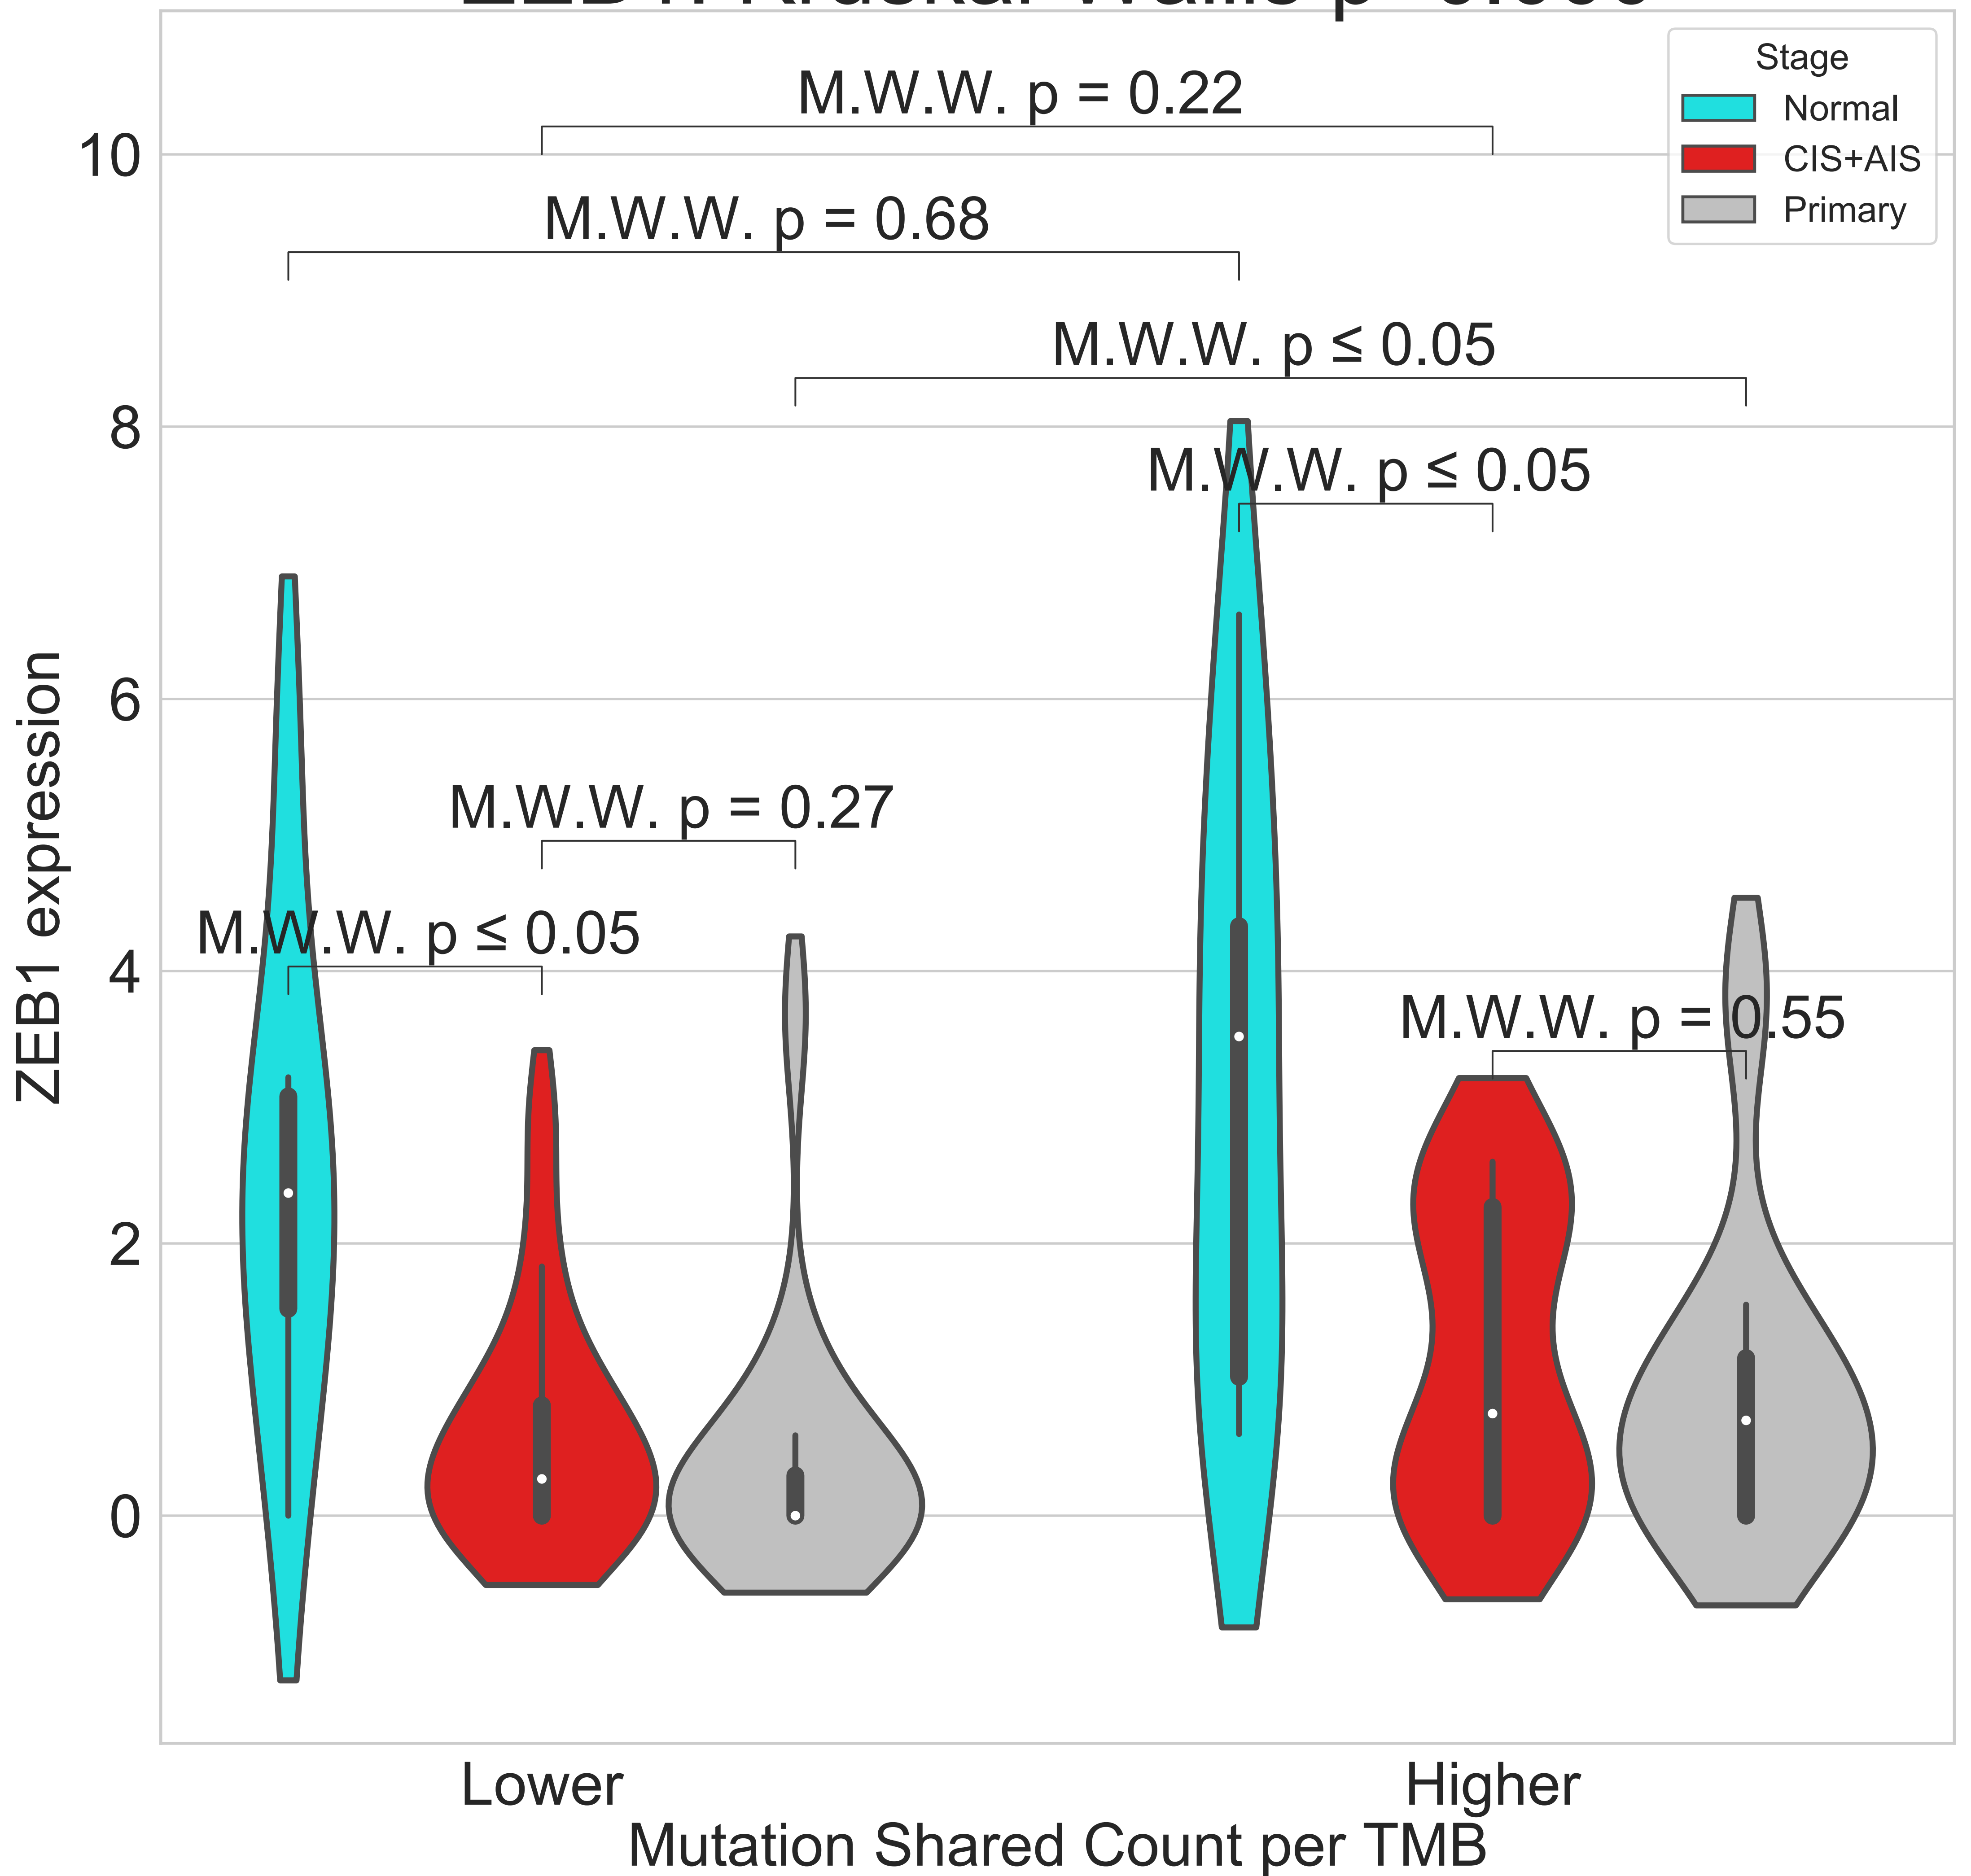 Stage
Normal
CIS+AIS
Primary
M.W.W. p = 0.22
M.W.W. p = 0.68
M.W.W. p ≤ 0.05
M.W.W. p ≤ 0.05
M.W.W. p = 0.27
M.W.W. p ≤ 0.05
M.W.W. p = 0.55
10
8
6
4
2
0
ZEB1 expression
Lower
Higher
Mutation Shared Count per TMB